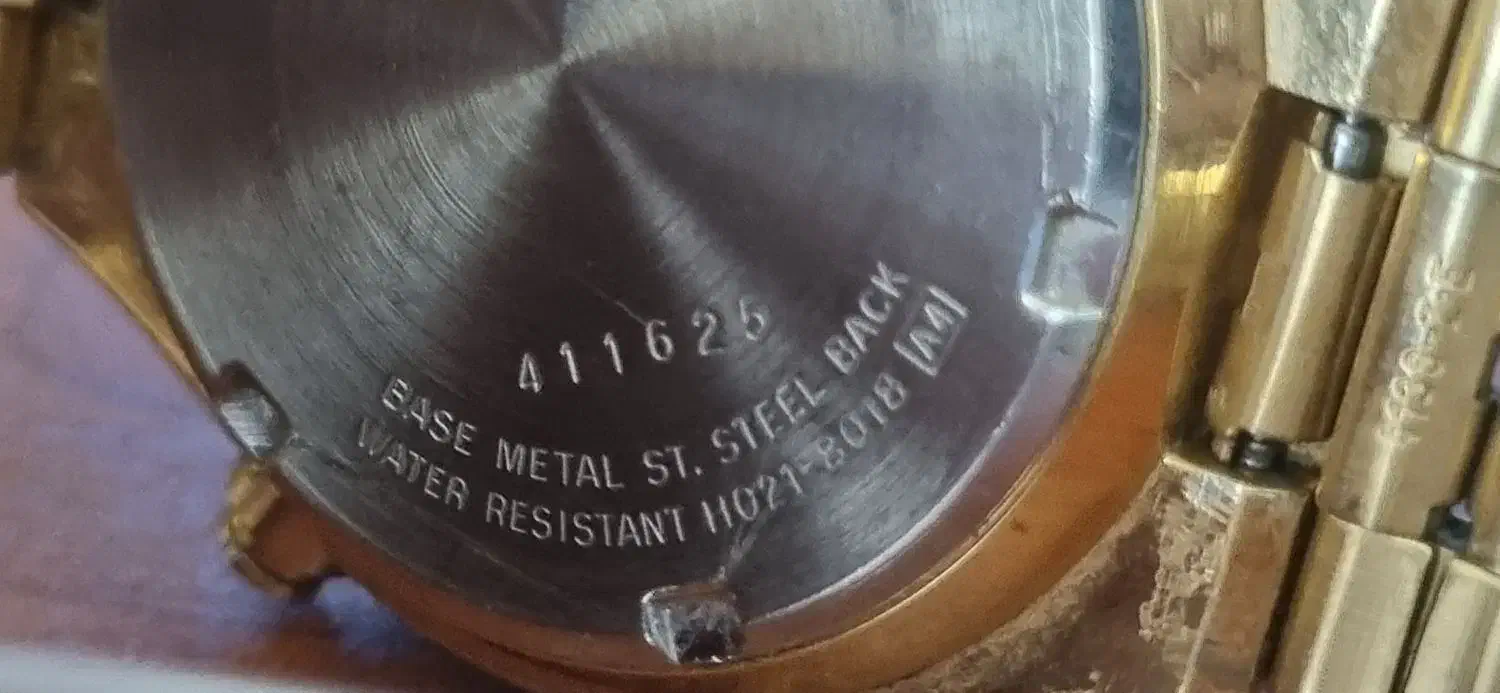 411625
BASE METAL ST. STEEL BACK
WATER RESISTANT H021-8018 A4